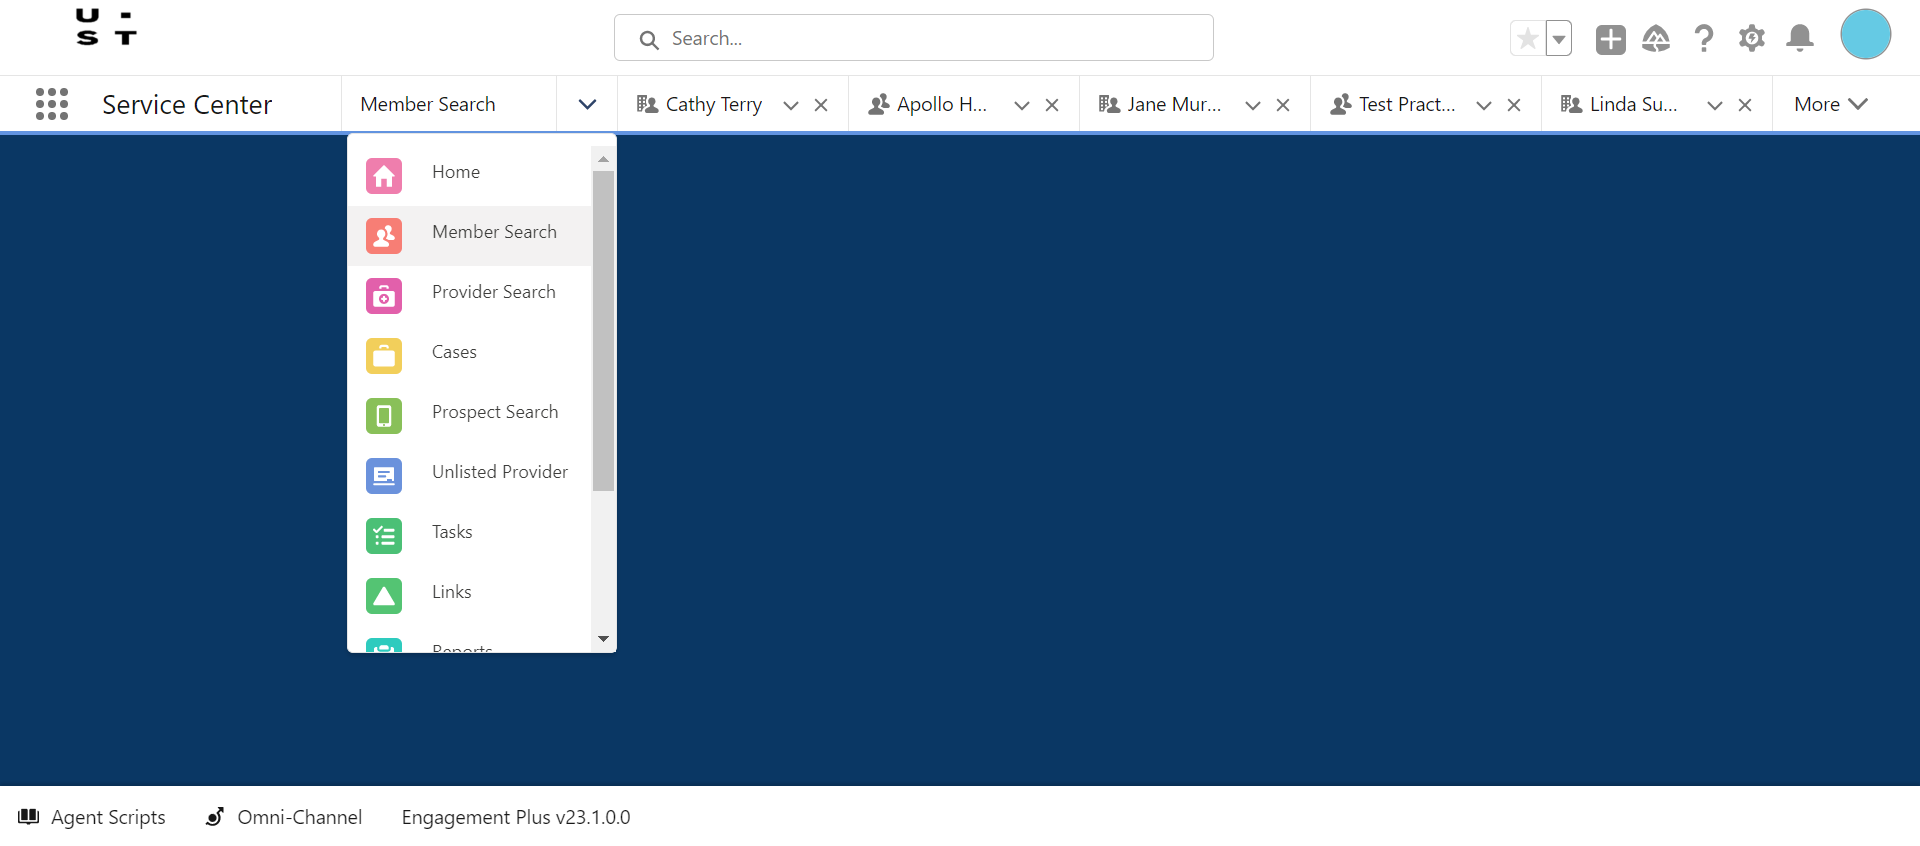 U -
S T
Search...
Service Center
Member Search
Cathy Terry
Apollo H...
Jane Mur...
Test Pract...
Linda Su...
More
Home
Member Search
Provider Search
Cases
Prospect Search
Unlisted Provider
Tasks
Links
Reports
Agent Scripts
Omni-Channel
Engagement Plus v23.1.0.0